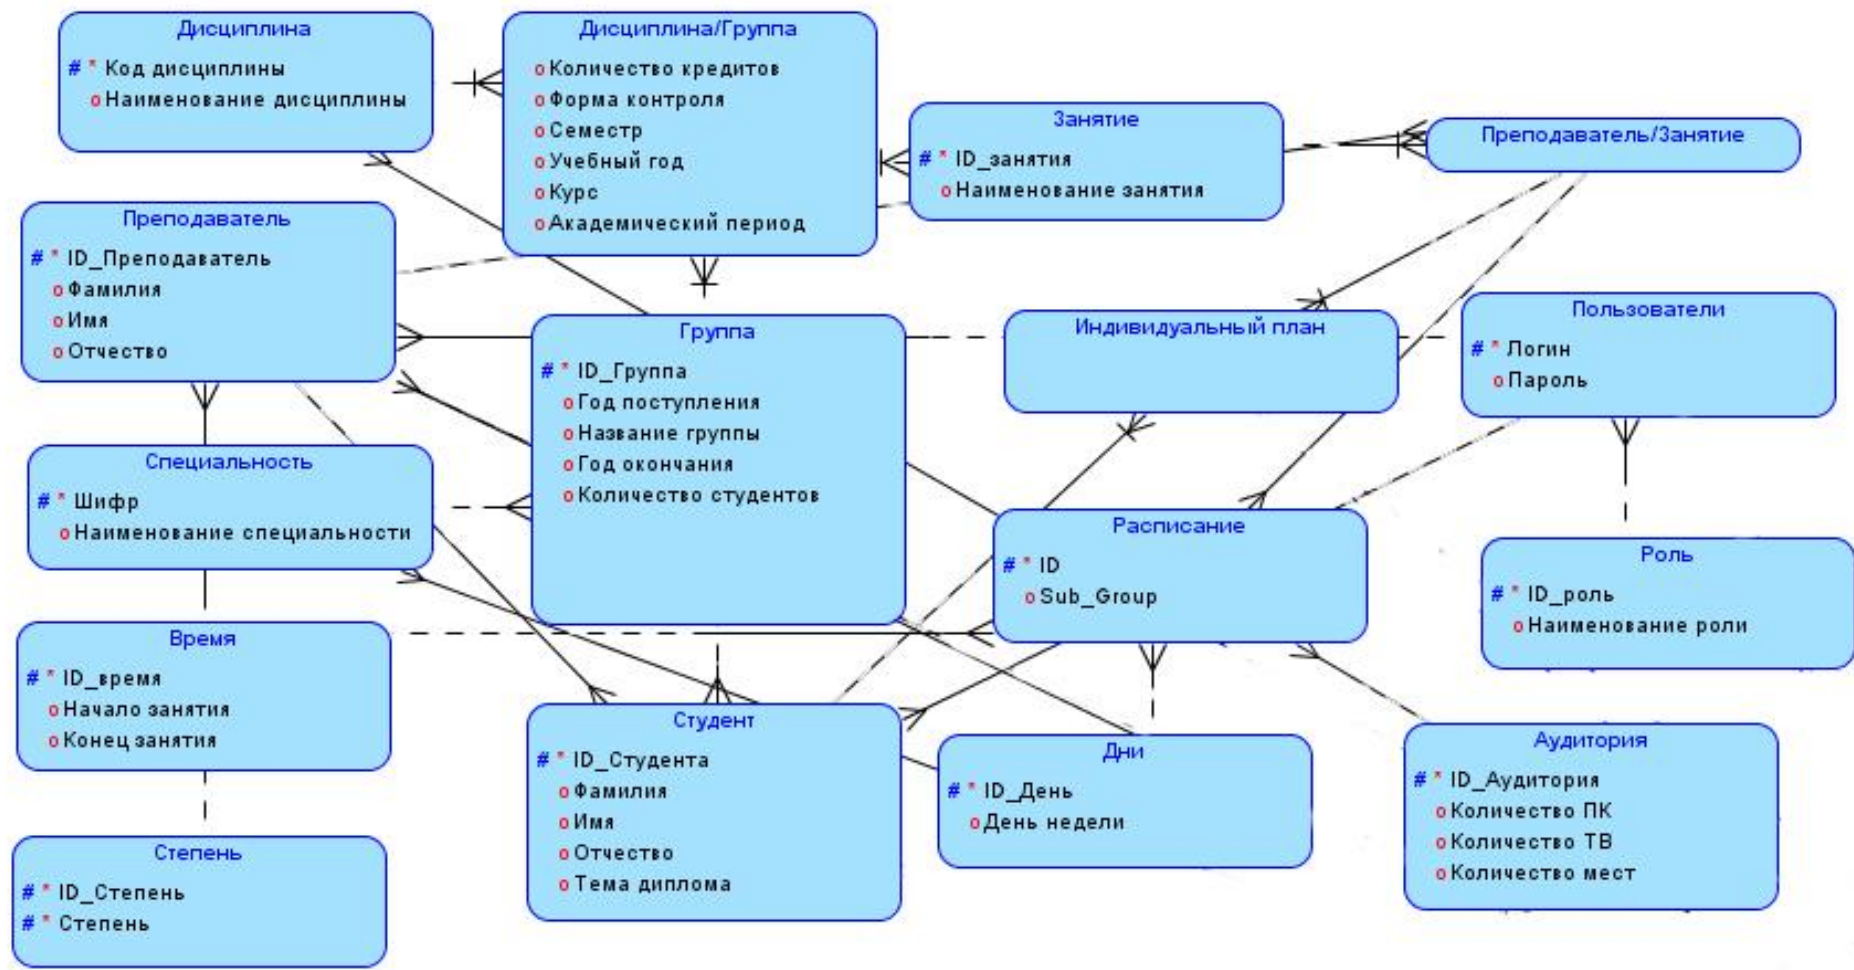 Дисциплина
# * Код дисциплины
o Наименование дисциплины
Дисциплина/Группа
o Количество кредитов
o Форма контроля
o Семестр
o Учебный год
o Курс
o Академический период
Занятие
# * ID_занятия
o Наименование занятия
Преподаватель/Занятие
Преподаватель
# * ID_Преподаватель
o Фамилия
o Имя
o Отчество
Группа
# * ID_Группа
o Год поступления
o Название группы
o Год окончания
o Количество студентов
Индивидуальный план
Пользователи
# * Логин
o Пароль
Специальность
# * Шифр
o Наименование специальности
Расписание
# * ID
o Sub_Group
Роль
# * ID_роль
o Наименование роли
Время
# * ID_время
o Начало занятия
o Конец занятия
Студент
# * ID_Студента
o Фамилия
o Имя
o Отчество
o Тема диплома
Дни
# * ID_День
o День недели
Аудитория
# * ID_Аудитория
o Количество ПК
o Количество ТВ
o Количество мест
Степень
# * ID_Степень
# * Степень